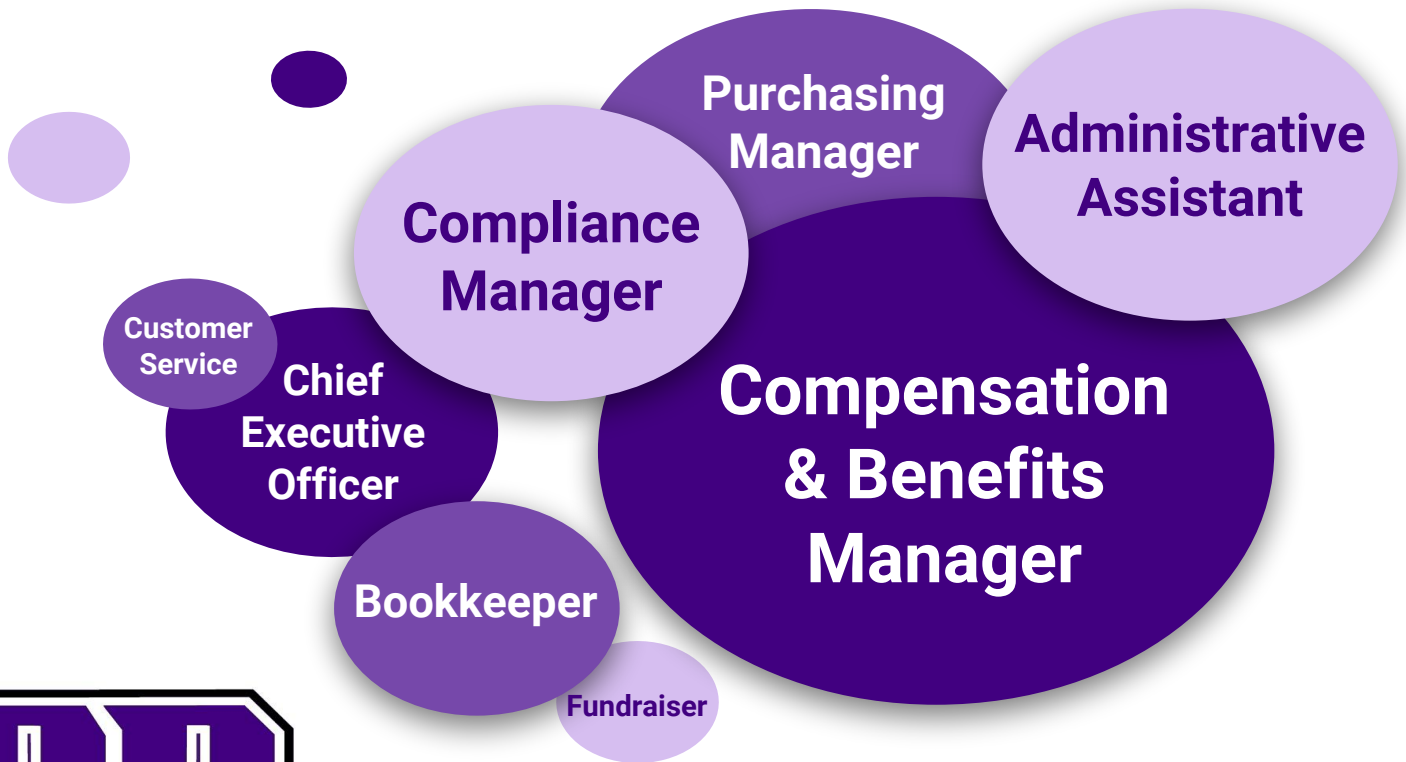 Purchasing
Manager
Administrative
Assistant
Compliance
Manager
Customer
Service
Chief
Executive
Officer
Compensation
& Benefits
Manager
Bookkeeper
Fundraiser